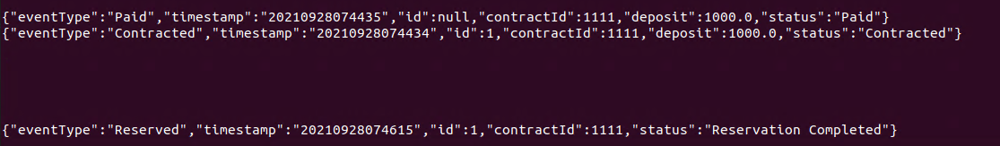 {"eventType":"Paid","timestamp":"20210928074435","id":null,"contractId":1111,"deposit":1000.0,"status":"Paid"}
{"eventType":"Contracted","timestamp":"20210928074434","id":1,"contractId":1111,"deposit":1000.0,"status":"Contracted"}
{"eventType":"Reserved","timestamp":"20210928074615","id":1,"contractId":1111,"status":"Reservation Completed"}